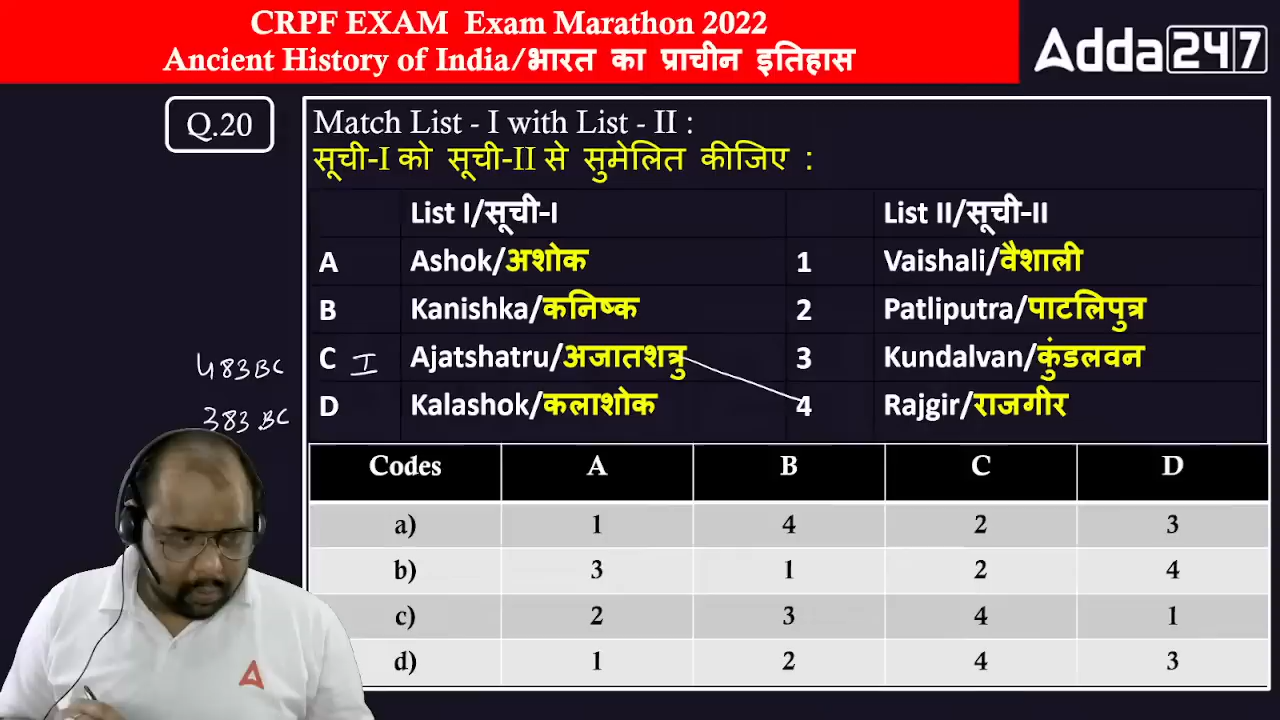 CRPF EXAM Exam Marathon 2022
Ancient History of India/भारत का प्राचीन इतिहास
Adda247
Q.20
Match List - I with List - II :
सूची-I को सूची-II से सुमेलित कीजिए :
List I/सूची-I List II/सूची-II
A Ashok/अशोक 1 Vaishali/वैशाली
B Kanishka/कनिष्क 2 Patliputra/पाटलिपुत्र
483BC C I Ajatshatru/अजातशत्रु 3 Kundalvan/कुंडलवन
383 BC D Kalashok/कलाशोक 4 Rajgir/राजगीर
Codes A B C D
a) 1 4 2 3
b) 3 1 2 4
c) 2 3 4 1
d) 1 2 4 3